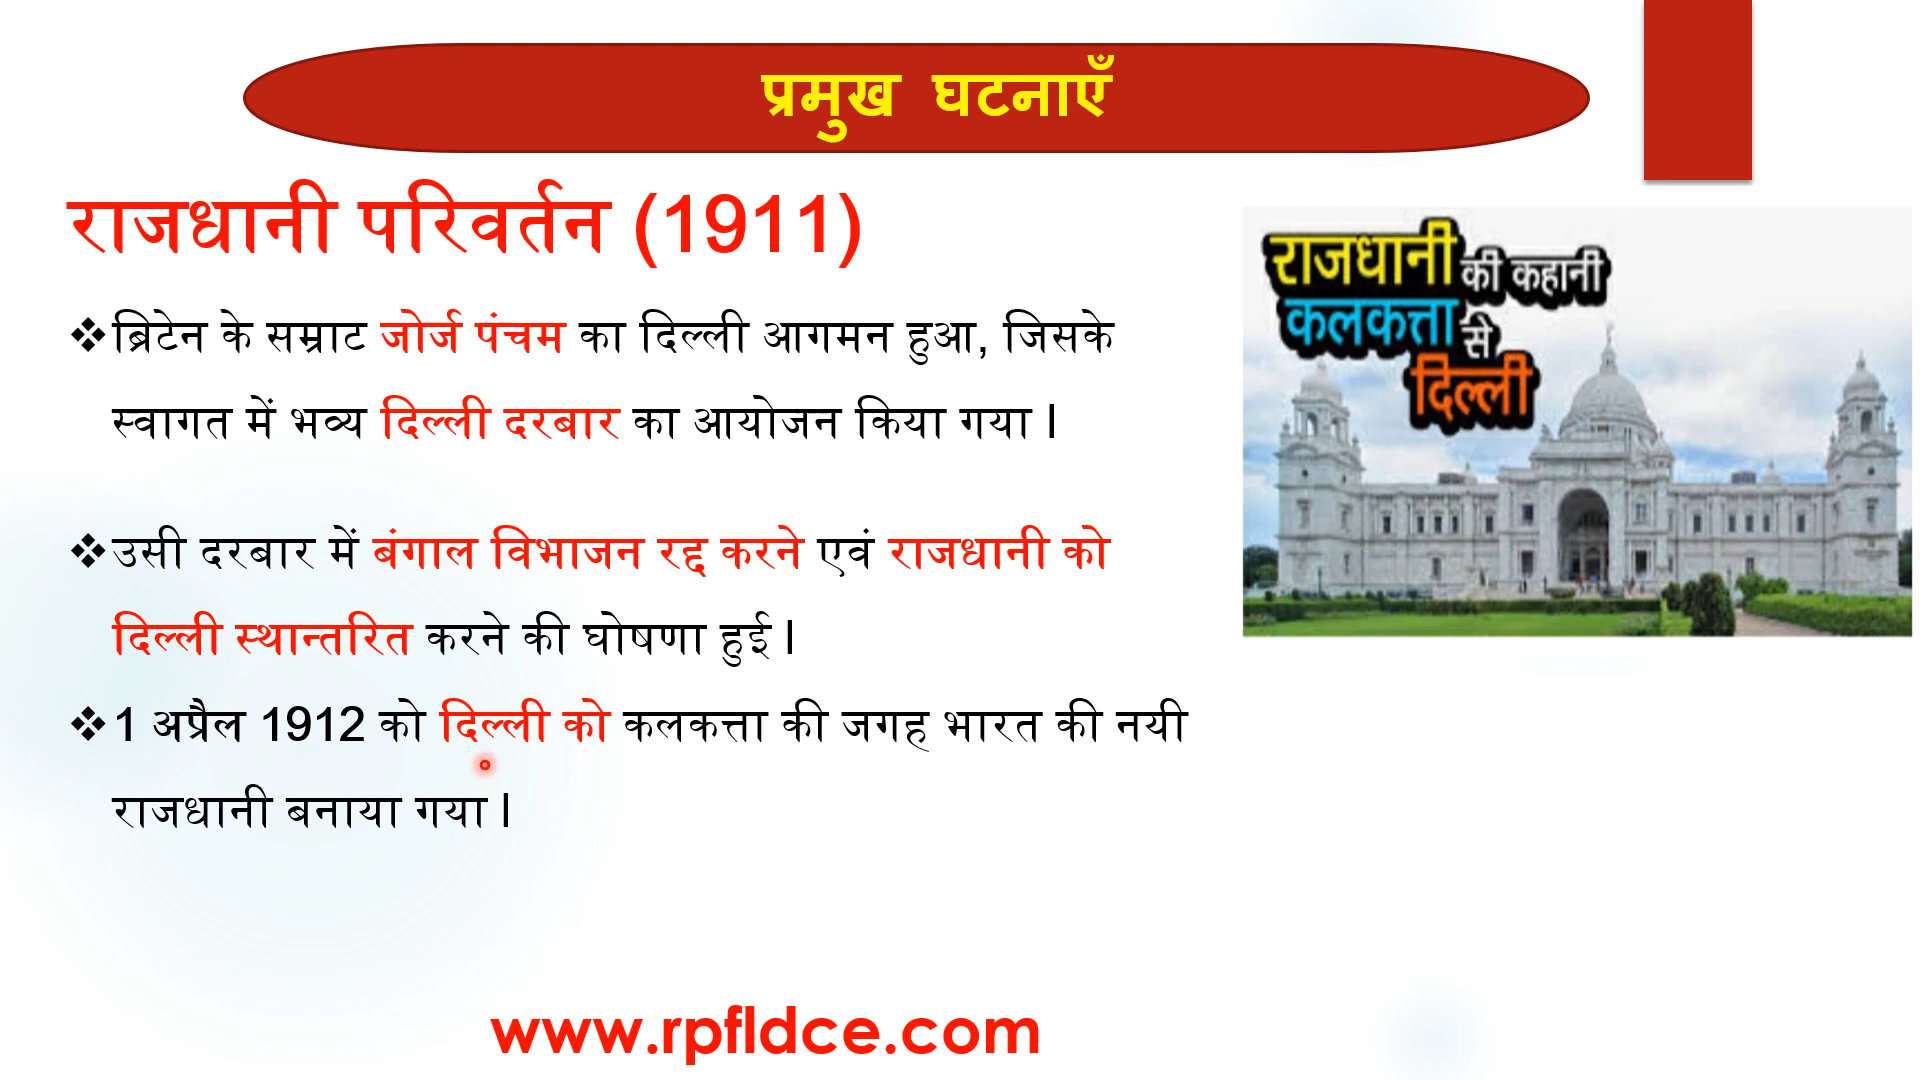 प्रमुख घटनाएँ
राजधानी परिवर्तन (1911)
❖ब्रिटेन के सम्राट जोर्ज पंचम का दिल्ली आगमन हुआ, जिसके
स्वागत में भव्य दिल्ली दरबार का आयोजन किया गया ।
❖उसी दरबार में बंगाल विभाजन रद्द करने एवं राजधानी को
दिल्ली स्थान्तरित करने की घोषणा हुई ।
❖1 अप्रैल 1912 को दिल्ली को कलकत्ता की जगह भारत की नयी
राजधानी बनाया गया ।
राजधानी की कहानी
कलकत्ता से
दिल्ली
www.rpfldce.com